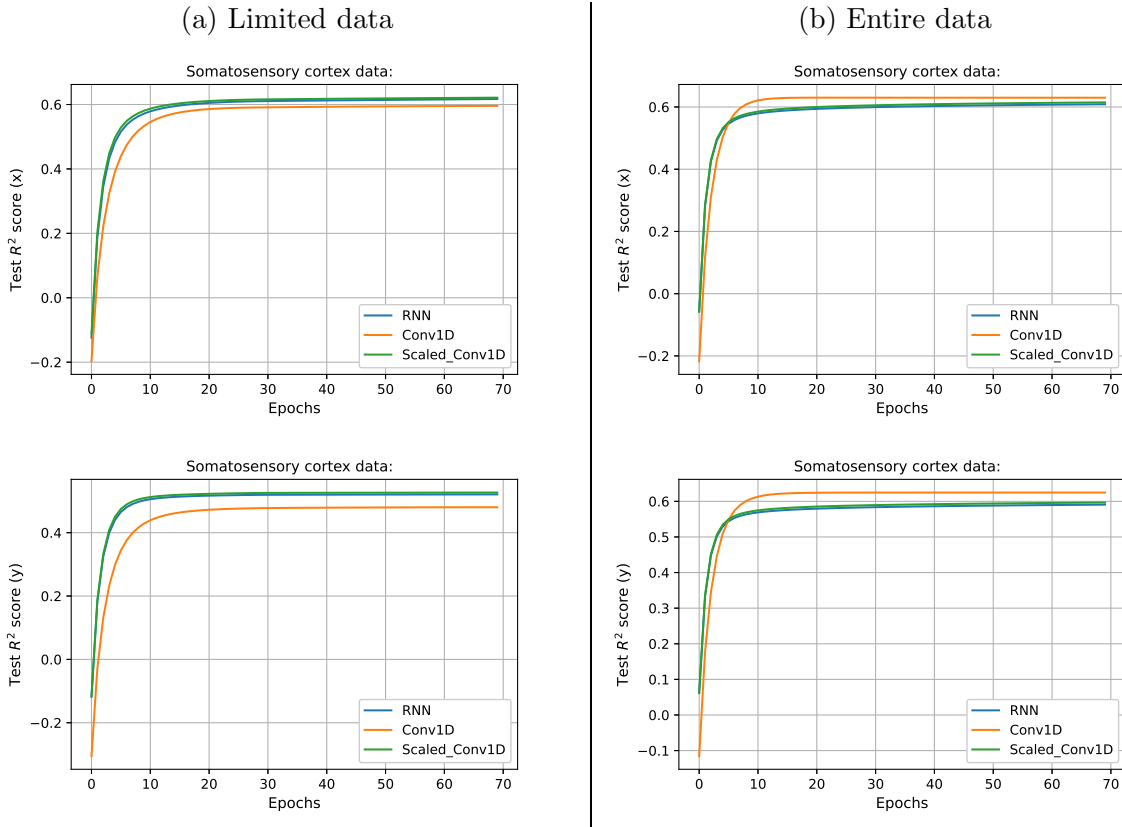 (a) Limited data
Somatosensory cortex data:
Test R² score (x)
0.6
0.4
0.2
0.0
−0.2
0 10 20 30 40 50 60 70
Epochs
RNN
Conv1D
Scaled_Conv1D
Somatosensory cortex data:
Test R² score (y)
0.4
0.2
0.0
−0.2
0 10 20 30 40 50 60 70
Epochs
RNN
Conv1D
Scaled_Conv1D
(b) Entire data
Somatosensory cortex data:
Test R² score (x)
0.6
0.4
0.2
0.0
−0.2
0 10 20 30 40 50 60 70
Epochs
RNN
Conv1D
Scaled_Conv1D
Somatosensory cortex data:
Test R² score (y)
0.6
0.5
0.4
0.3
0.2
0.1
0.0
−0.1
0 10 20 30 40 50 60 70
Epochs
RNN
Conv1D
Scaled_Conv1D